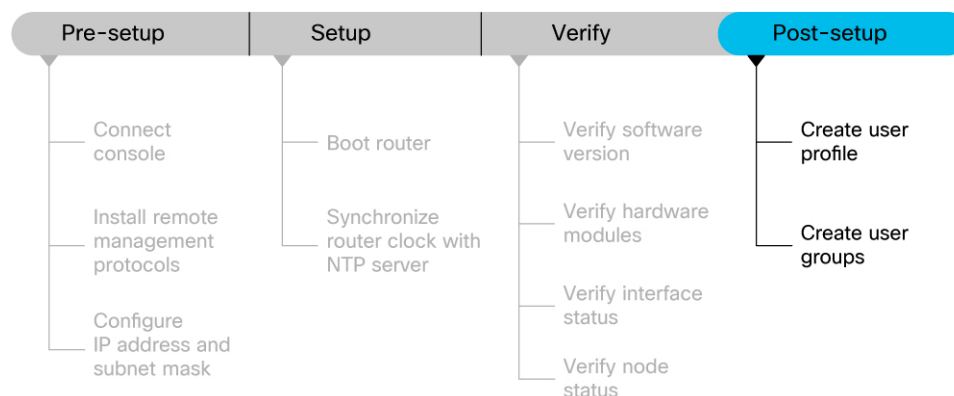 Pre-setup
Setup
Verify
Post-setup
Connect
console
Install remote
management
protocols
Configure
IP address and
subnet mask
Boot router
Synchronize
router clock with
NTP server
Verify software
version
Verify hardware
modules
Verify interface
status
Verify node
status
Create user
profile
Create user
groups